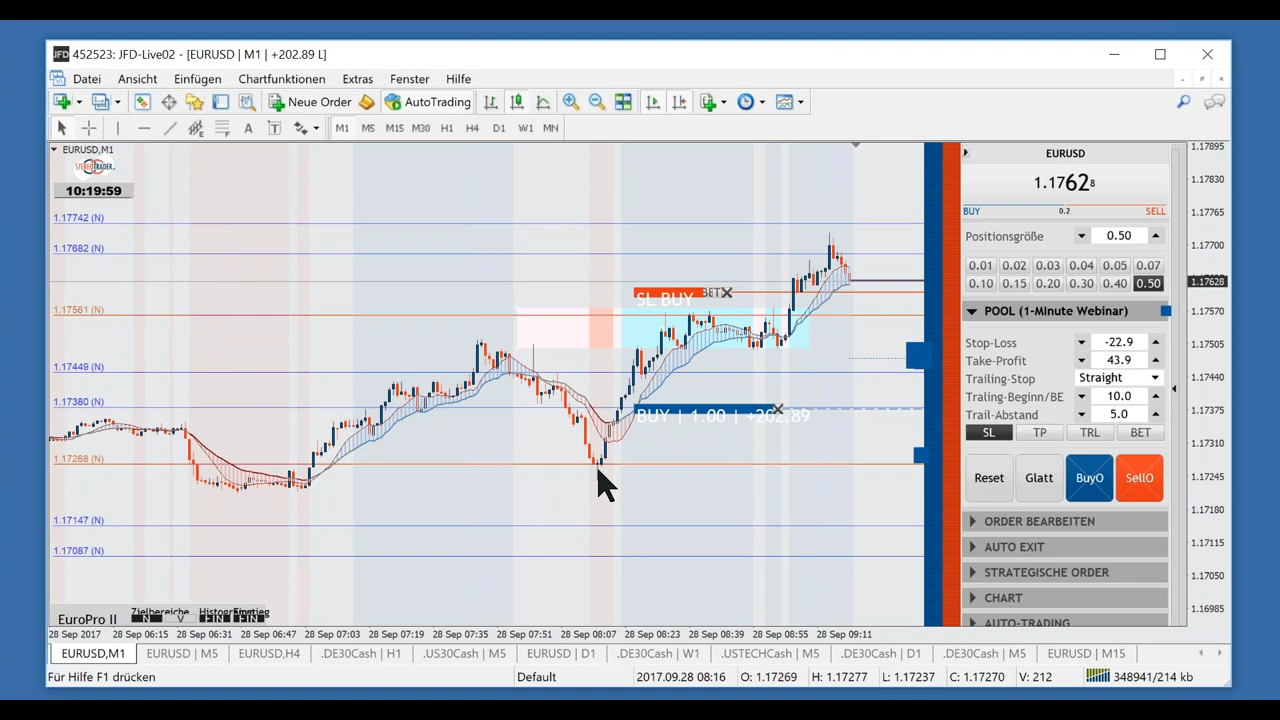 452523: JFD-Live02 - [EURUSD | M1 | +202.89 L]
Datei Ansicht Einfügen Chartfunktionen Extras Fenster Hilfe
Neue Order AutoTrading
M1 M5 M15 M30 H1 H4 D1 W1 MN
EURUSD,M1
STEREOTRADER
10:19:59
1.17742 (N)
1.17682 (N)
1.17561 (N)
1.17449 (N)
1.17380 (N)
1.17268 (N)
1.17147 (N)
1.17087 (N)
SL BUY BET
BUY | 1.00 | +202.89
EuroPro II
Zielbereiche
N V
EURUSD
1.17628
BUY 0.2 SELL
Positionsgröße 0.50
0.01 0.02 0.03 0.04 0.05 0.07
0.10 0.15 0.20 0.30 0.40 0.50
POOL (1-Minute Webinar)
Stop-Loss -22.9
Take-Profit 43.9
Trailing-Stop Straight
Traling-Beginn/BE 10.0
Trail-Abstand 5.0
SL TP TRL BET
Reset Glatt BuyO SellO
ORDER BEARBEITEN
AUTO EXIT
STRATEGISCHE ORDER
CHART
AUTO-TRADING
1.17895
1.17830
1.17765
1.17700
1.17628
1.17570
1.17505
1.17440
1.17375
1.17310
1.17245
1.17180
1.17115
1.17050
1.16985
28 Sep 2017 28 Sep 06:15 28 Sep 06:31 28 Sep 06:47 28 Sep 07:03 28 Sep 07:19 28 Sep 07:35 28 Sep 07:51 28 Sep 08:07 28 Sep 08:23 28 Sep 08:39 28 Sep 08:55 28 Sep 09:11
EURUSD,M1 EURUSD | M5 EURUSD,H4 .DE30Cash | H1 .US30Cash | M5 EURUSD | D1 .DE30Cash | W1 .USTECHCash | M5 .DE30Cash | D1 .DE30Cash | M5 EURUSD | M15
Für Hilfe F1 drücken Default 2017.09.28 08:16 O: 1.17269 H: 1.17277 L: 1.17237 C: 1.17270 V: 212 348941/214 kb